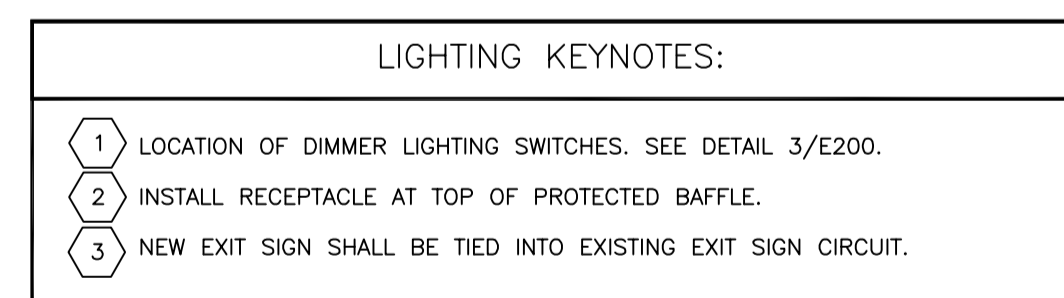 LIGHTING KEYNOTES:
1 LOCATION OF DIMMER LIGHTING SWITCHES. SEE DETAIL 3/E200.
2 INSTALL RECEPTACLE AT TOP OF PROTECTED BAFFLE.
3 NEW EXIT SIGN SHALL BE TIED INTO EXISTING EXIT SIGN CIRCUIT.